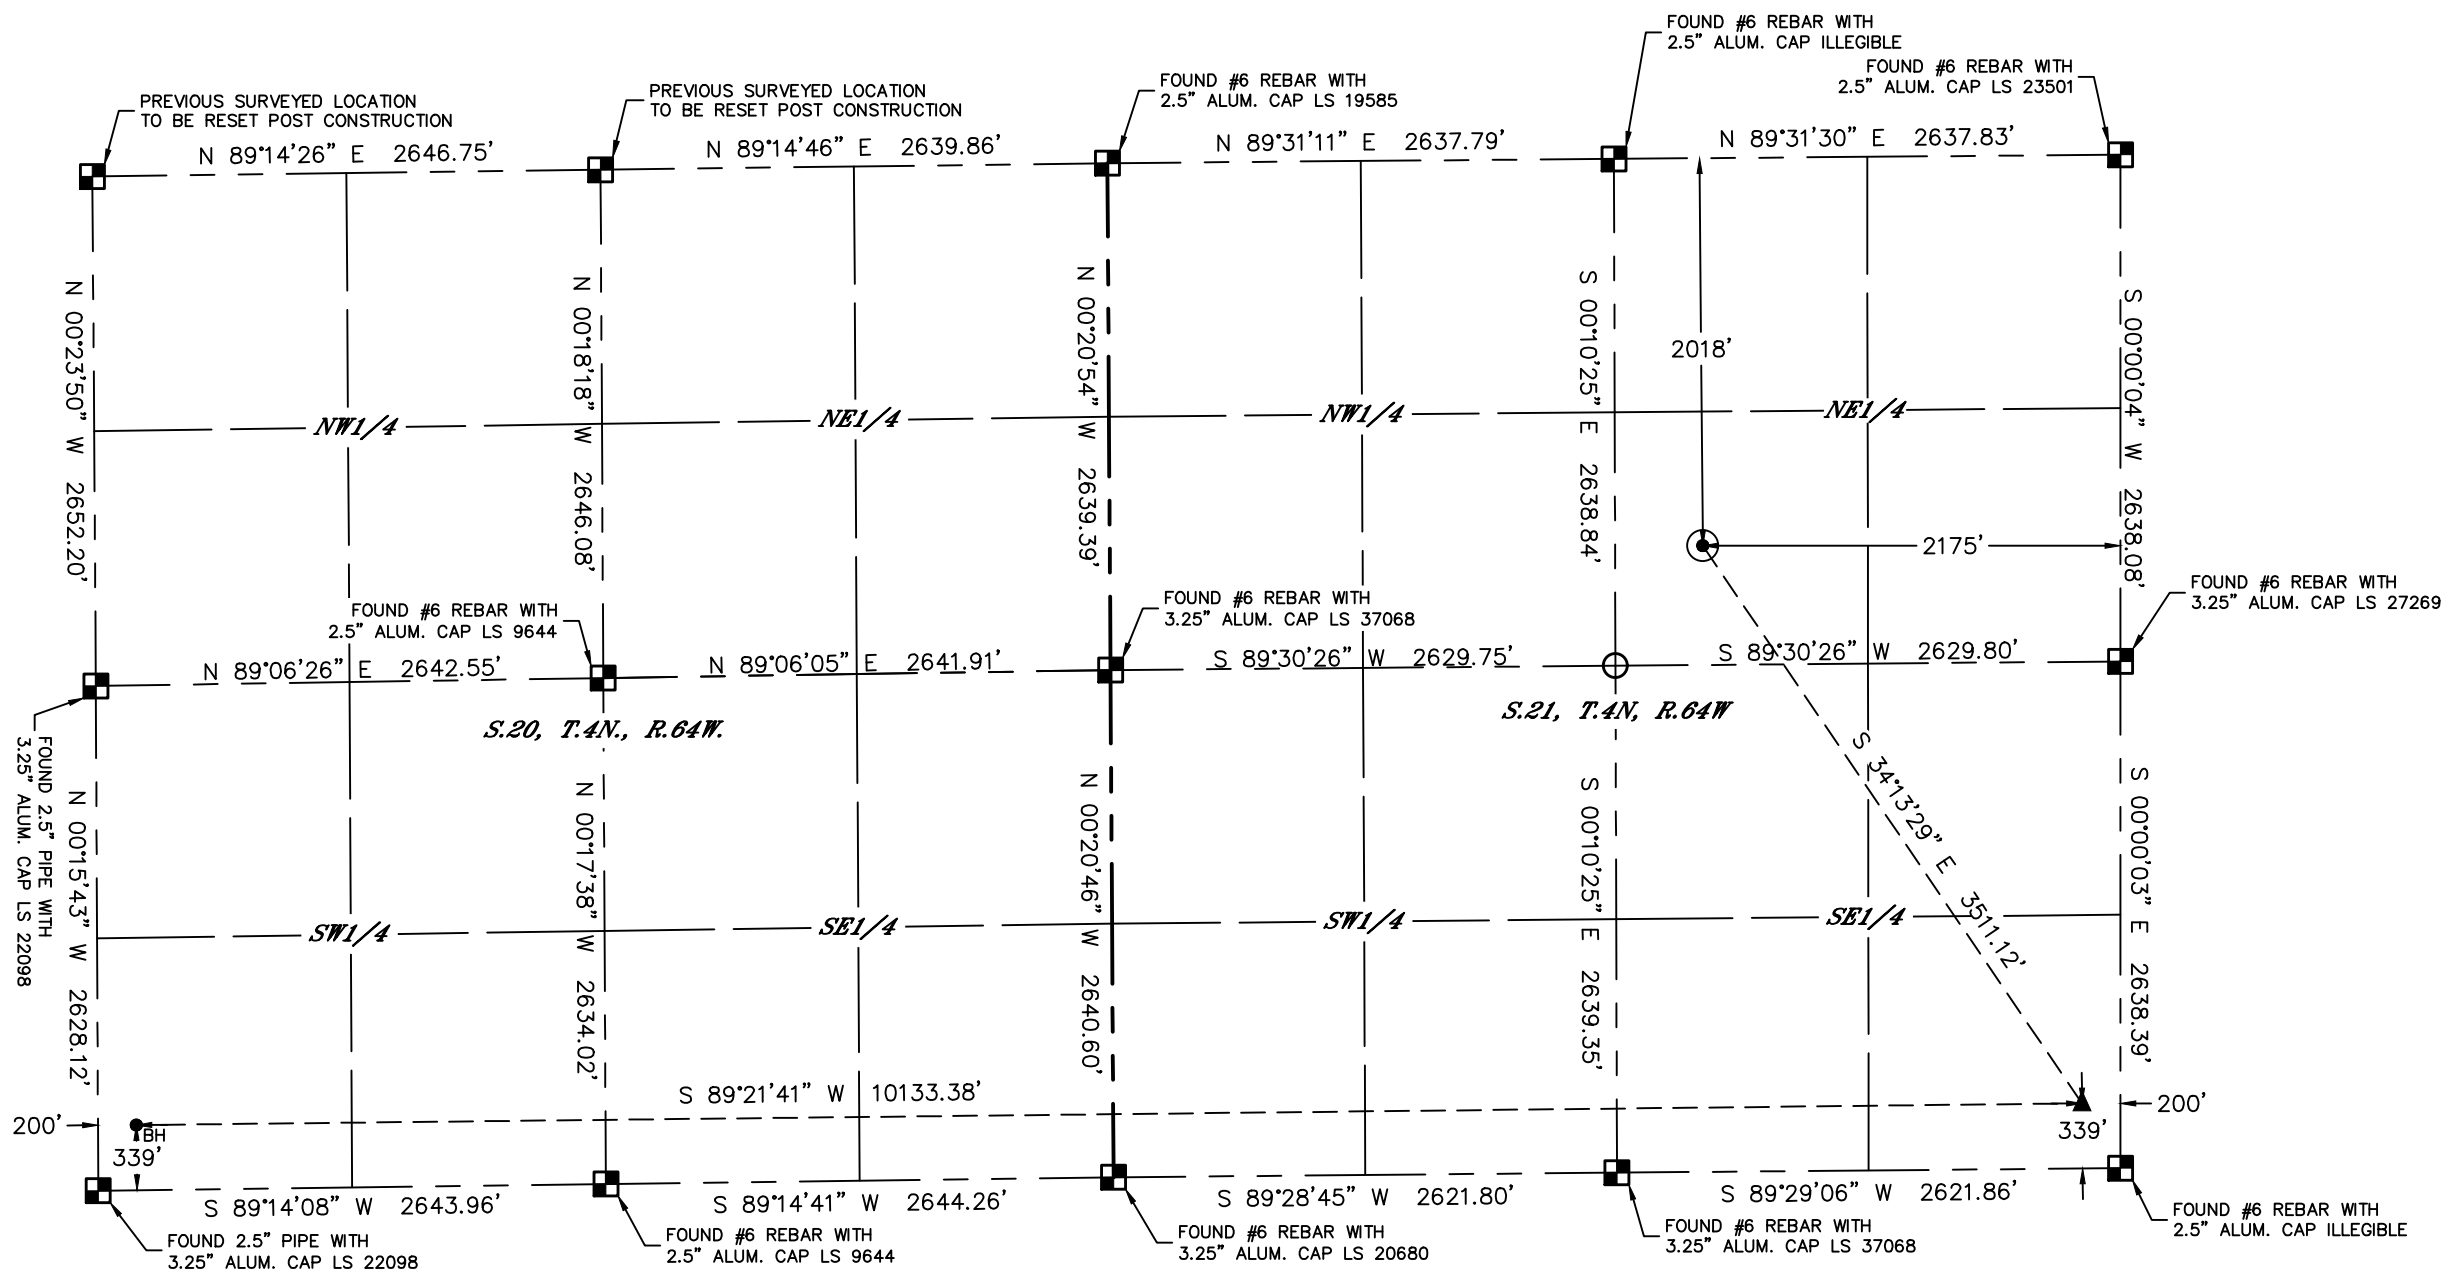 FOUND #6 REBAR WITH
2.5" ALUM. CAP ILLEGIBLE
FOUND #6 REBAR WITH
2.5" ALUM. CAP LS 23501
FOUND #6 REBAR WITH
2.5" ALUM. CAP LS 19585
PREVIOUS SURVEYED LOCATION
TO BE RESET POST CONSTRUCTION
PREVIOUS SURVEYED LOCATION
TO BE RESET POST CONSTRUCTION
N 89°14'26" E 2646.75'
N 89°14'46" E 2639.86'
N 89°31'11" E 2637.79'
N 89°31'30" E 2637.83'
N 00°23'50" W 2652.20'
N 00°18'18" W 2646.08'
N 00°20'54" W 2639.39'
S 00°10'25" E 2638.84'
S 00°00'04" W 2638.08'
2018'
NW1/4
NE1/4
NW1/4
NE1/4
2175'
FOUND #6 REBAR WITH
2.5" ALUM. CAP LS 9644
FOUND #6 REBAR WITH
3.25" ALUM. CAP LS 37068
FOUND #6 REBAR WITH
3.25" ALUM. CAP LS 27269
N 89°06'26" E 2642.55'
N 89°06'05" E 2641.91'
S 89°30'26" W 2629.75'
S 89°30'26" W 2629.80'
S.20, T.4N., R.64W.
S.21, T.4N, R.64W
FOUND 2.5" PIPE WITH
3.25" ALUM. CAP LS 22098
N 00°15'43" W 2628.12'
N 00°17'38" W 2634.02'
N 00°20'46" W 2640.60'
S 00°10'25" E 2639.35'
S 34°13'29" E 3511.12'
S 00°00'03" E 2638.39'
SW1/4
SE1/4
SW1/4
SE1/4
S 89°21'41" W 10133.38'
200'
BH
339'
200'
339'
S 89°14'08" W 2643.96'
S 89°14'41" W 2644.26'
S 89°28'45" W 2621.80'
S 89°29'06" W 2621.86'
FOUND 2.5" PIPE WITH
3.25" ALUM. CAP LS 22098
FOUND #6 REBAR WITH
2.5" ALUM. CAP LS 9644
FOUND #6 REBAR WITH
3.25" ALUM. CAP LS 20680
FOUND #6 REBAR WITH
3.25" ALUM. CAP LS 37068
FOUND #6 REBAR WITH
2.5" ALUM. CAP ILLEGIBLE